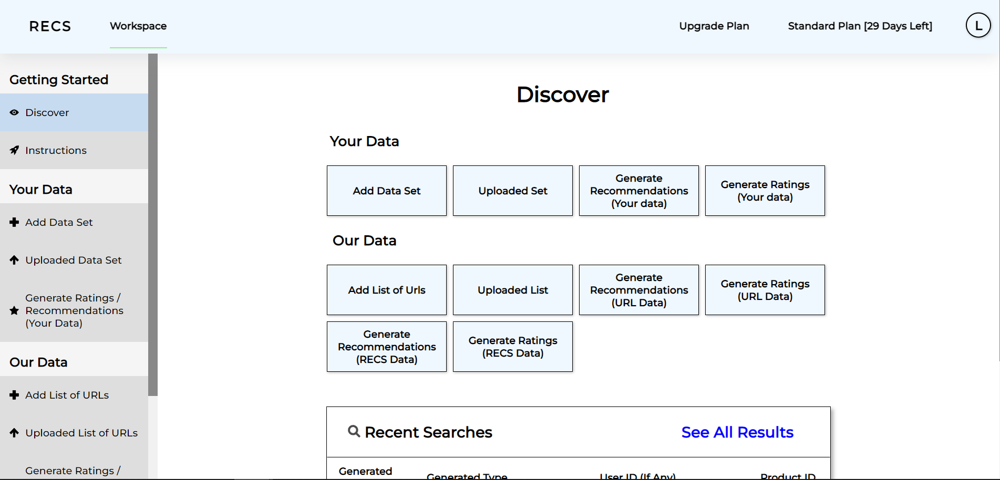 RECS
Workspace
Upgrade Plan
Standard Plan [29 Days Left]
L
Getting Started
Discover
Instructions
Your Data
Add Data Set
Uploaded Data Set
Generate Ratings /
Recommendations
(Your Data)
Our Data
Add List of URLs
Uploaded List of URLs
Generate Ratings /
Discover
Your Data
Add Data Set
Uploaded Set
Generate
Recommendations
(Your data)
Generate Ratings
(Your data)
Our Data
Add List of Urls
Uploaded List
Generate
Recommendations
(URL Data)
Generate Ratings
(URL Data)
Generate
Recommendations
(RECS Data)
Generate Ratings
(RECS Data)
Recent Searches
See All Results
Generated
Generated Type
User ID (If Any)
Product ID